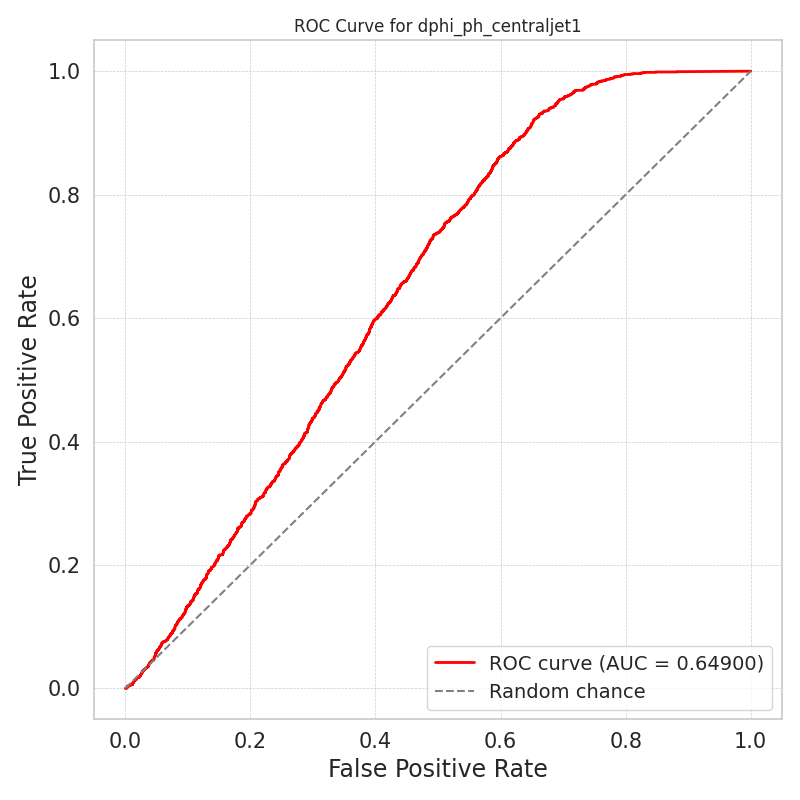 ROC Curve for dphi_ph_centraljet1
True Positive Rate
1.0
0.8
0.6
0.4
0.2
0.0
ROC curve (AUC = 0.64900)
Random chance
0.0 0.2 0.4 0.6 0.8 1.0
False Positive Rate